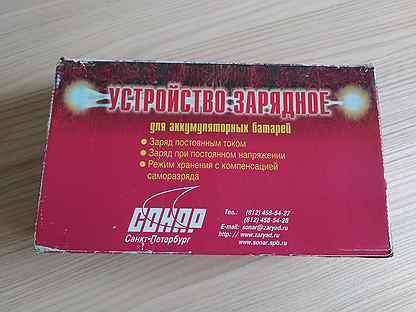 УСТРОЙСТВО ЗАРЯДНОЕ
для аккумуляторных батарей
• Заряд постоянным током
• Заряд при постоянном напряжении
• Режим хранения с компенсацией
саморазряда
СОНАР
Санкт-Петербург
Тел.: (812) 458-54-27
(812) 458-54-28
E-mail: sonar@zaryad.ru
http:// www.zaryad.ru
www.sonar.spb.ru